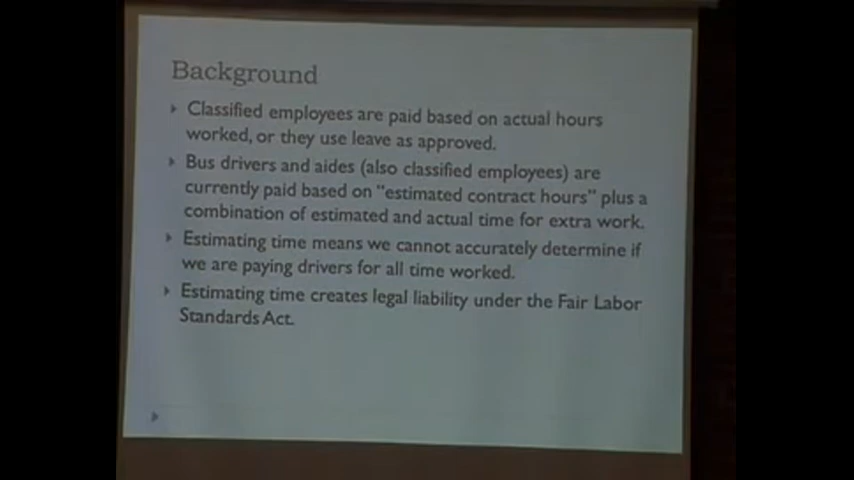 Background
Classified employees are paid based on actual hours
worked, or they use leave as approved.
Bus drivers and aides (also classified employees) are
currently paid based on "estimated contract hours" plus a
combination of estimated and actual time for extra work.
Estimating time means we cannot accurately determine if
we are paying drivers for all time worked.
Estimating time creates legal liability under the Fair Labor
Standards Act.